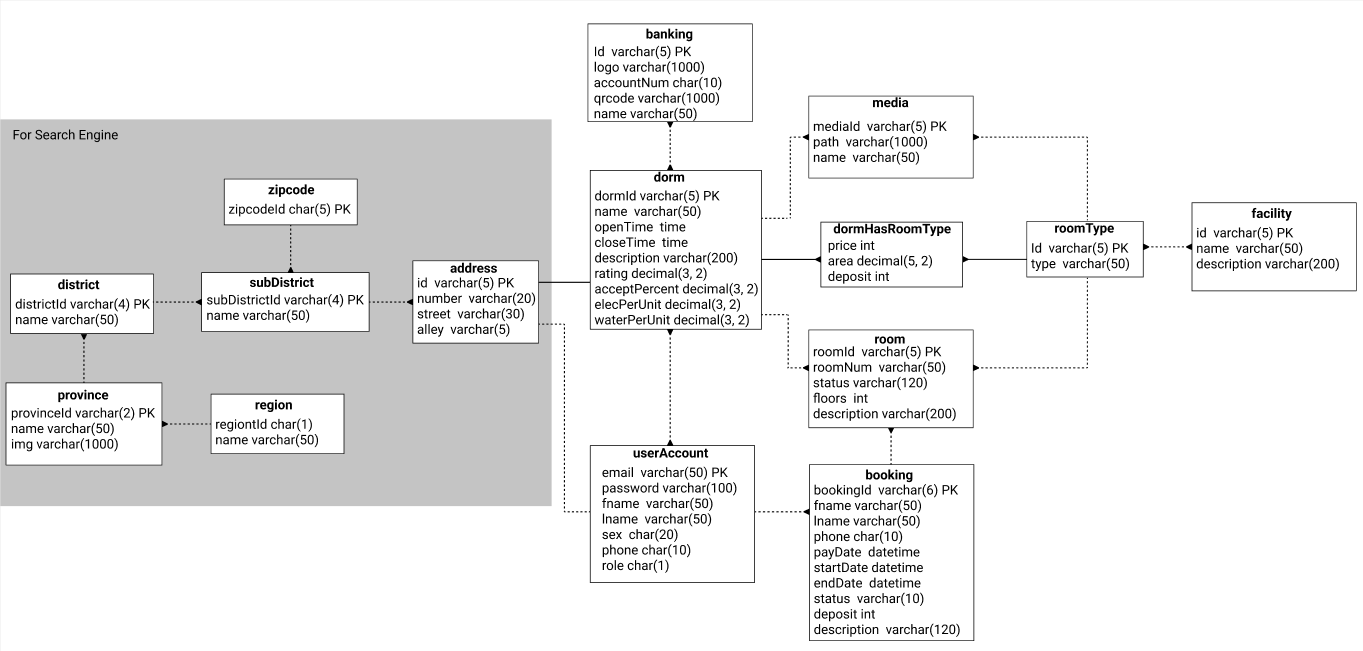 banking
Id varchar(5) PK
logo varchar(1000)
accountNum char(10)
qrcode varchar(1000)
name varchar(50)
media
mediaId varchar(5) PK
path varchar(1000)
name varchar(50)
For Search Engine
zipcode
zipcodeId char(5) PK
dorm
dormId varchar(5) PK
name varchar(50)
openTime time
closeTime time
description varchar(200)
rating decimal(3, 2)
acceptPercent decimal(3, 2)
elecPerUnit decimal(3, 2)
waterPerUnit decimal(3, 2)
dormHasRoomType
price int
area decimal(5, 2)
deposit int
roomType
Id varchar(5) PK
type varchar(50)
facility
id varchar(5) PK
name varchar(50)
description varchar(200)
district
districtId varchar(4) PK
name varchar(50)
subDistrict
subDistrictId varchar(4) PK
name varchar(50)
address
id varchar(5) PK
number varchar(20)
street varchar(30)
alley varchar(5)
room
roomId varchar(5) PK
roomNum varchar(50)
status varchar(120)
floors int
description varchar(200)
province
provinceId varchar(2) PK
name varchar(50)
img varchar(1000)
region
regiontId char(1)
name varchar(50)
userAccount
email varchar(50) PK
password varchar(100)
fname varchar(50)
lname varchar(50)
sex char(20)
phone char(10)
role char(1)
booking
bookingId varchar(6) PK
fname varchar(50)
lname varchar(50)
phone char(10)
payDate datetime
startDate datetime
endDate datetime
status varchar(10)
deposit int
description varchar(120)